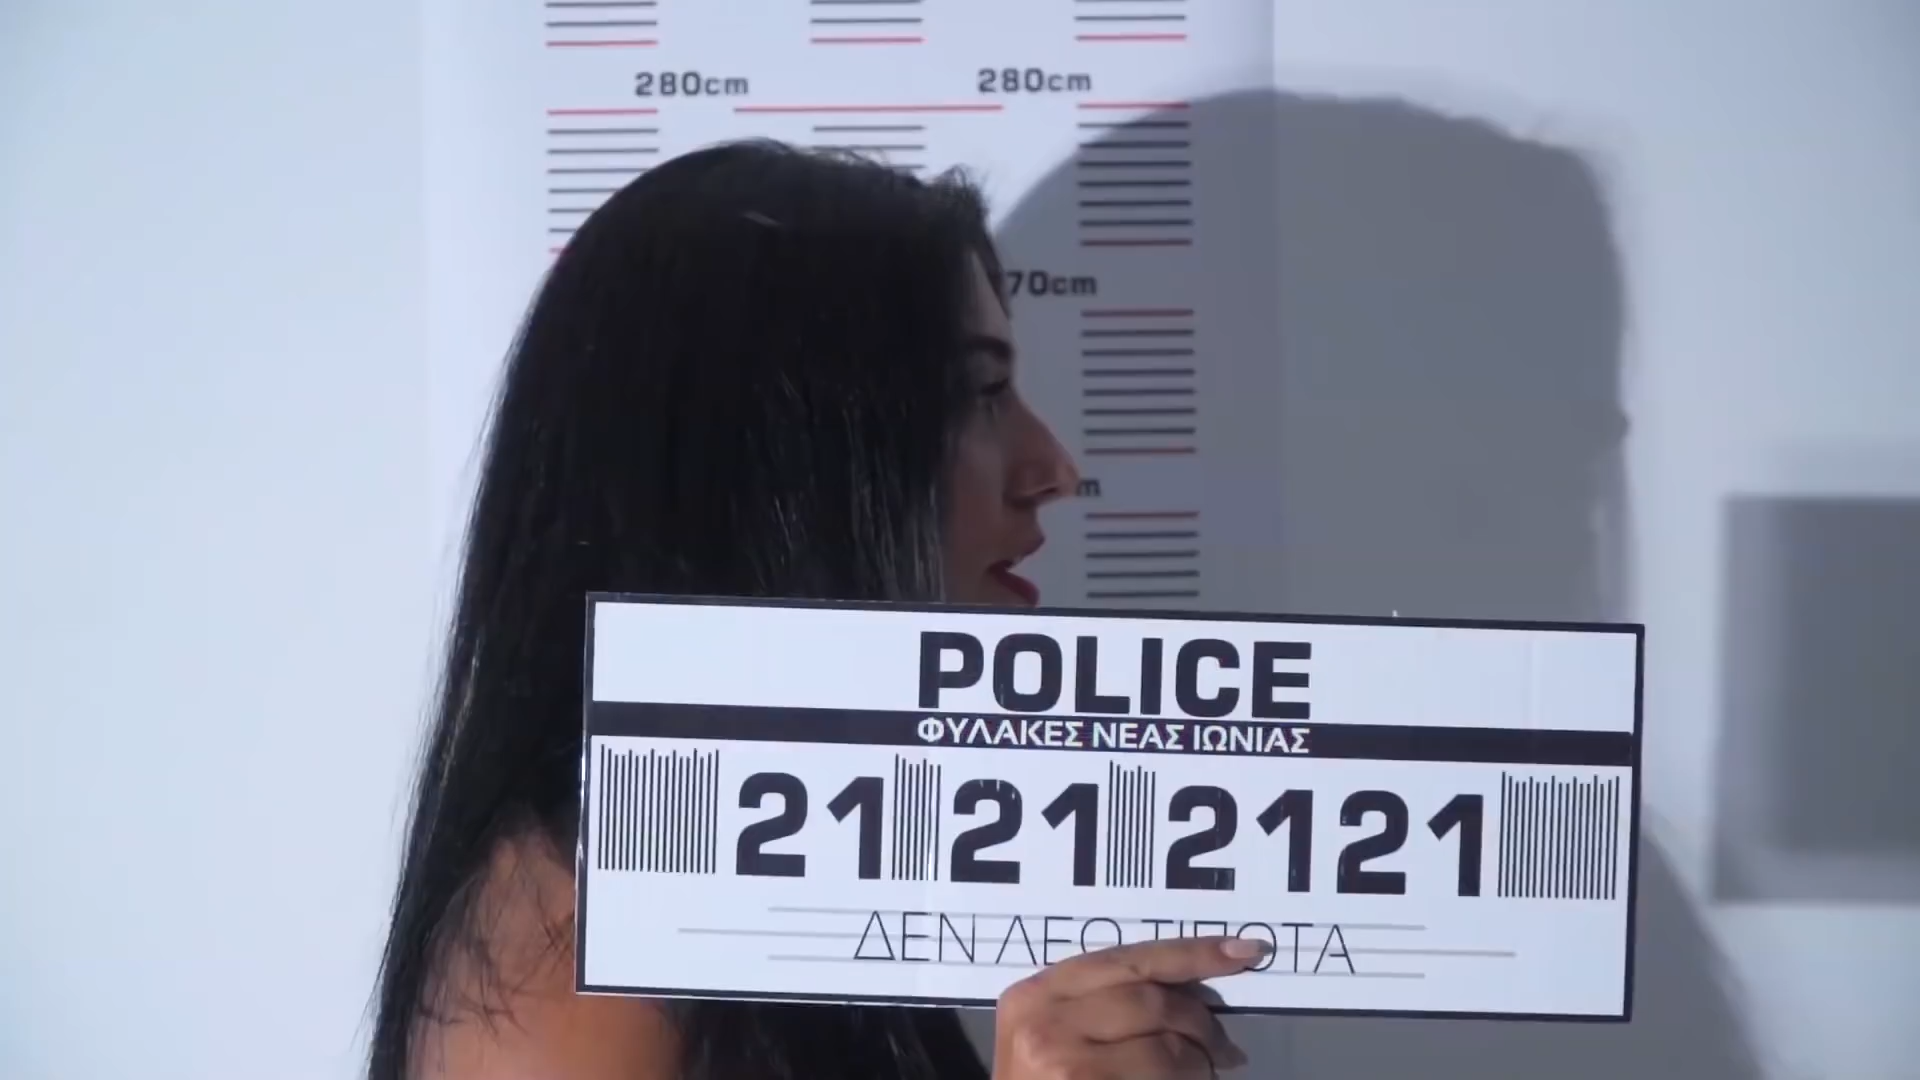 280cm 280cm
70cm
m
POLICE
ΦΥΛΑΚΕΣ ΝΕΑΣ ΙΩΝΙΑΣ
21 21 2121
ΔΕΝ ΛΕΩ ΤΙΠΟΤΑ